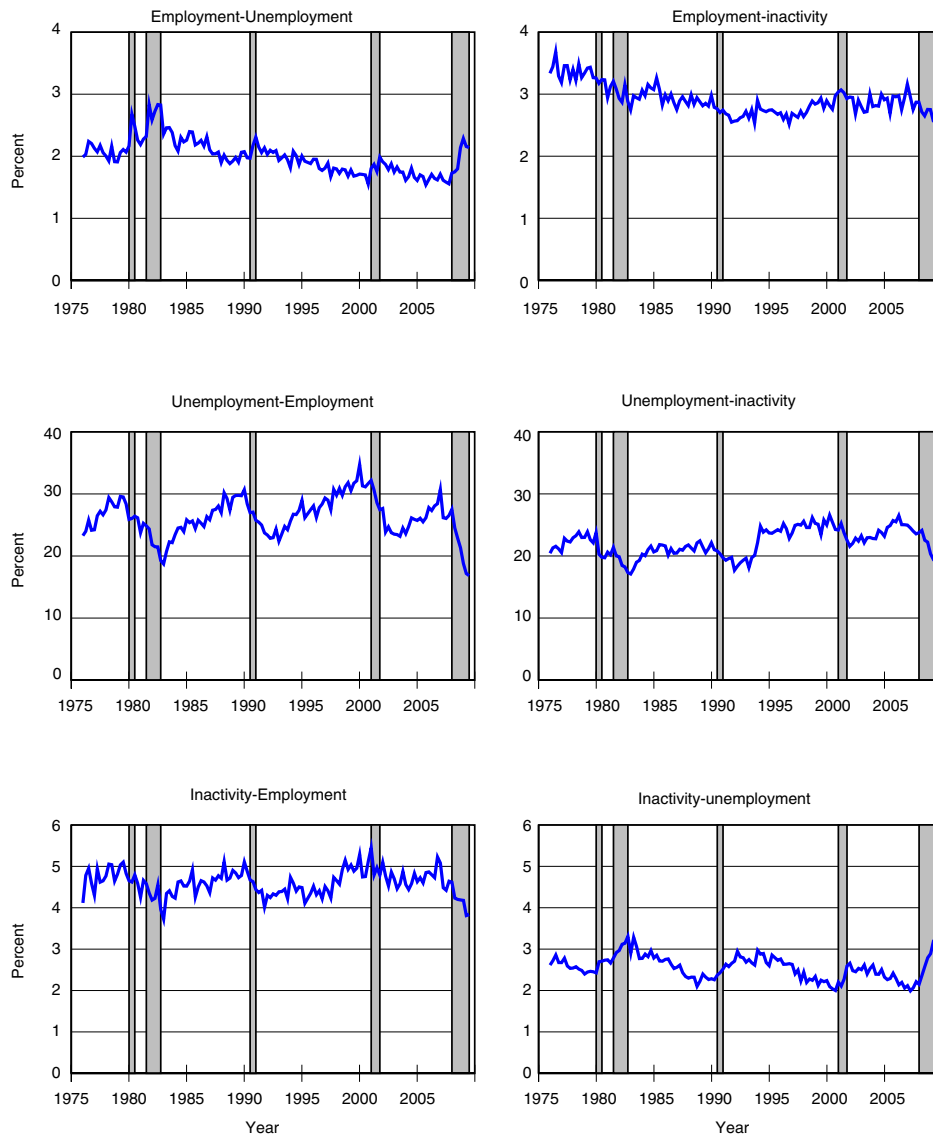 Employment-Unemployment
4
3
2
1
0
Percent
1975 1980 1985 1990 1995 2000 2005
Employment-inactivity
4
3
2
1
0
1975 1980 1985 1990 1995 2000 2005
Unemployment-Employment
40
30
20
10
0
Percent
1975 1980 1985 1990 1995 2000 2005
Unemployment-inactivity
40
30
20
10
0
1975 1980 1985 1990 1995 2000 2005
Inactivity-Employment
6
5
4
3
2
1
0
Percent
1975 1980 1985 1990 1995 2000 2005
Year
Inactivity-unemployment
6
5
4
3
2
1
0
1975 1980 1985 1990 1995 2000 2005
Year